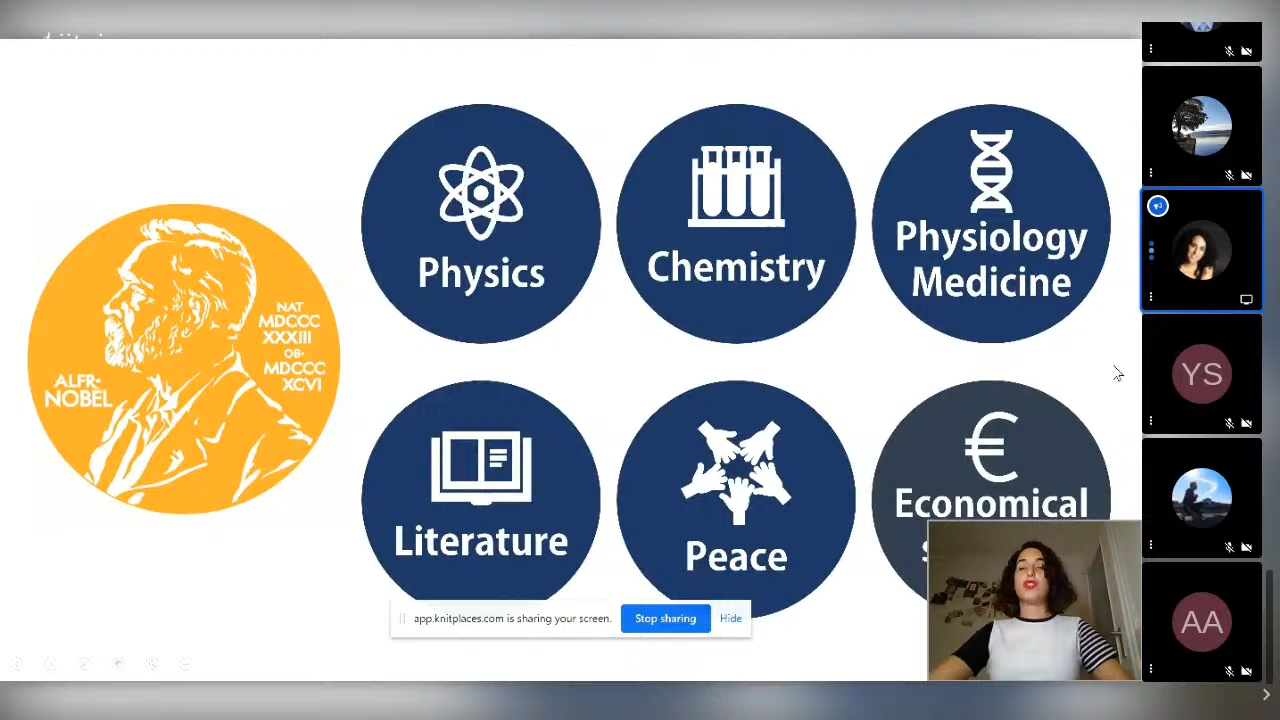 Physics
Chemistry
Physiology
Medicine
NAT
MDCCC
XXXIII
OB·
MDCCC
XCVI
ALFR·
NOBEL
Literature
Peace
€
Economical
app.knitplaces.com is sharing your screen.
Stop sharing
Hide
YS
AA